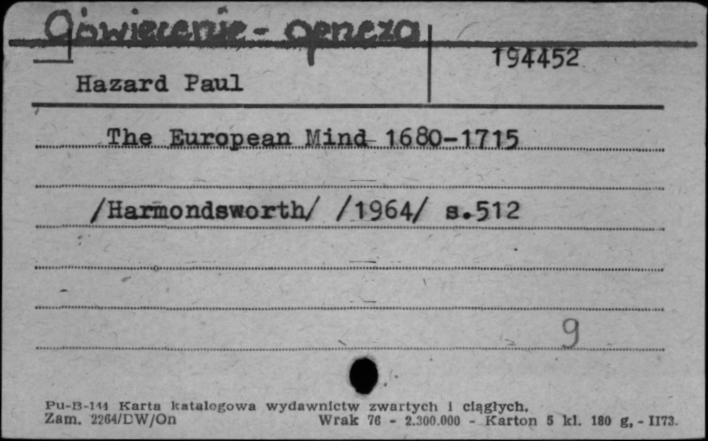 Oświecenie - geneza
194452
Hazard Paul
The European Mind 1680-1715
/Harmondsworth/ /1964/ s.512
9
Pu-B-144 Karta katalogowa wydawnictw zwartych i ciągłych.
Zam. 2264/DW/On Wrak 76 - 2.300.000 - Karton 5 kl. 180 g. - II73.